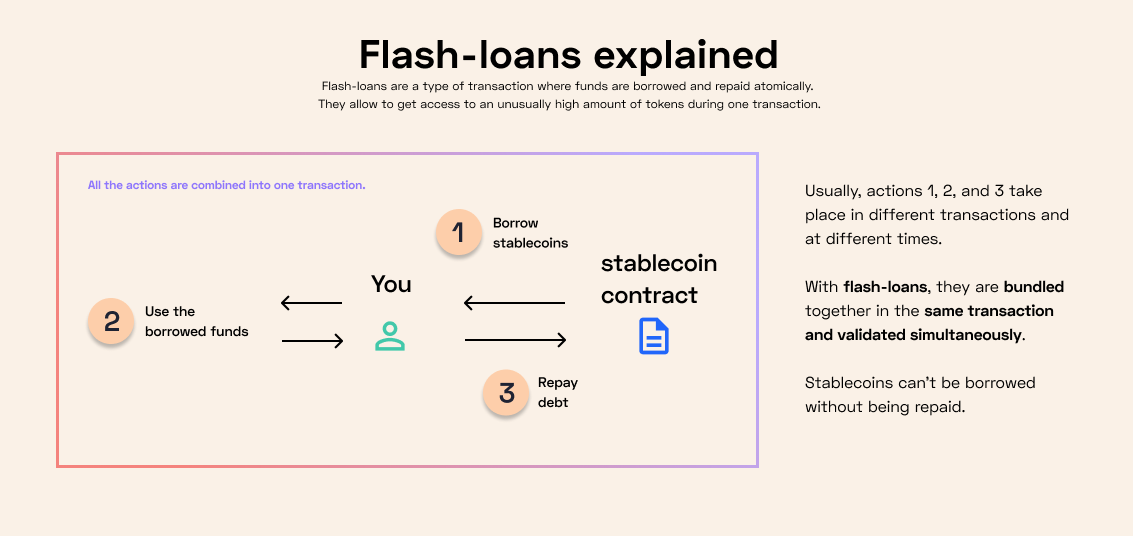 Flash-loans explained
Flash-loans are a type of transaction where funds are borrowed and repaid atomically.
They allow to get access to an unusually high amount of tokens during one transaction.
All the actions are combined into one transaction.
1
Borrow
stablecoins
You
stablecoin
contract
2
Use the
borrowed funds
3
Repay
debt
Usually, actions 1, 2, and 3 take
place in different transactions and
at different times.
With flash-loans, they are bundled
together in the same transaction
and validated simultaneously.
Stablecoins can't be borrowed
without being repaid.